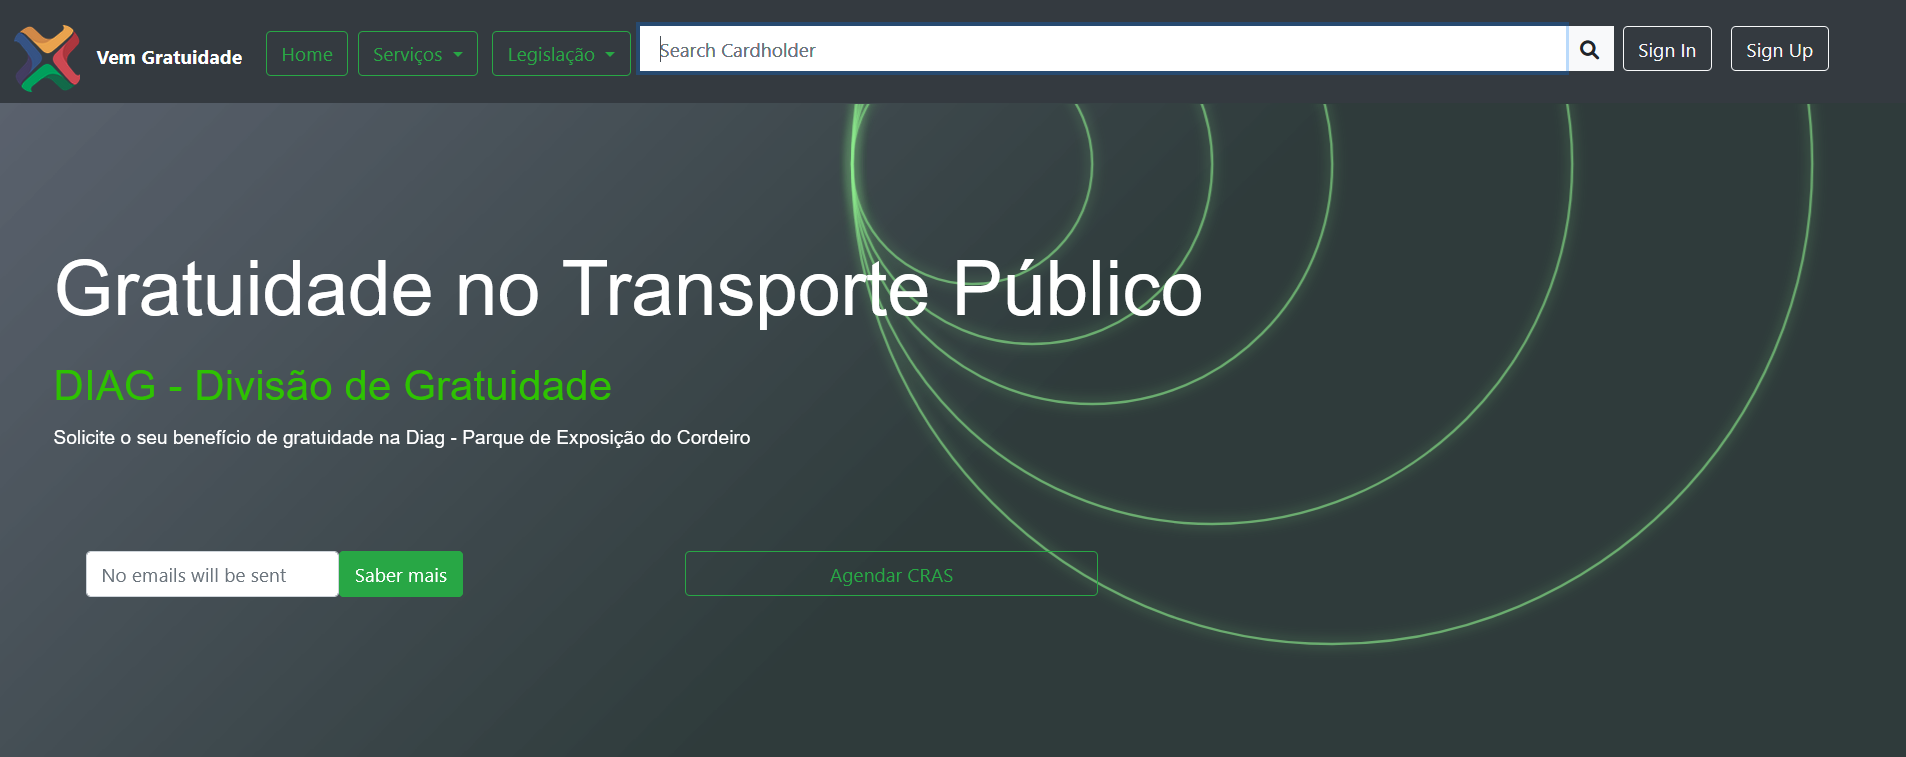 Vem Gratuidade Home Serviços Legislação Search Cardholder Sign In Sign Up
Gratuidade no Transporte Público
DIAG - Divisão de Gratuidade
Solicite o seu benefício de gratuidade na Diag - Parque de Exposição do Cordeiro
No emails will be sent Saber mais Agendar CRAS